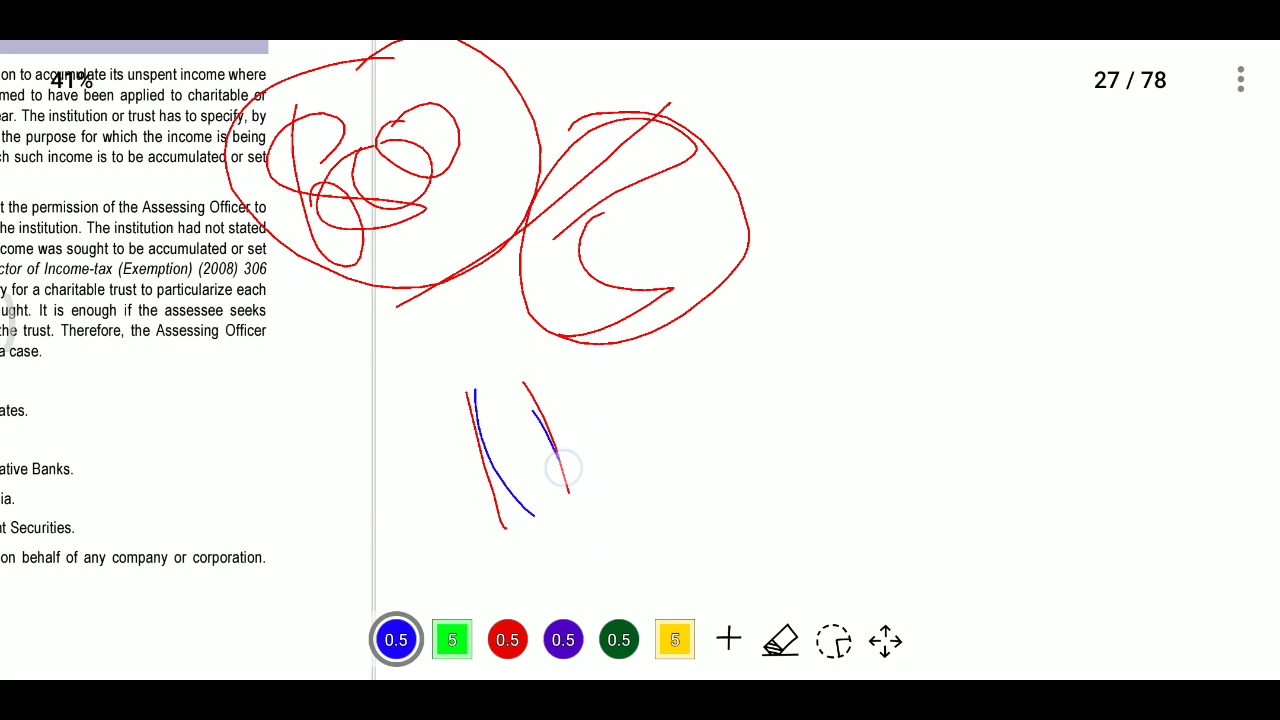 41%
27 / 78
on to accumulate its unspent income where
med to have been applied to charitable or
ar. The institution or trust has to specify, by
the purpose for which the income is being
ch such income is to be accumulated or set
t the permission of the Assessing Officer to
he institution. The institution had not stated
come was sought to be accumulated or set
ctor of Income-tax (Exemption) (2008) 306
ry for a charitable trust to particularize each
ught. It is enough if the assessee seeks
the trust. Therefore, the Assessing Officer
a case.
ates.
ative Banks.
ia.
nt Securities.
on behalf of any company or corporation.
0.5 5 0.5 0.5 0.5 5